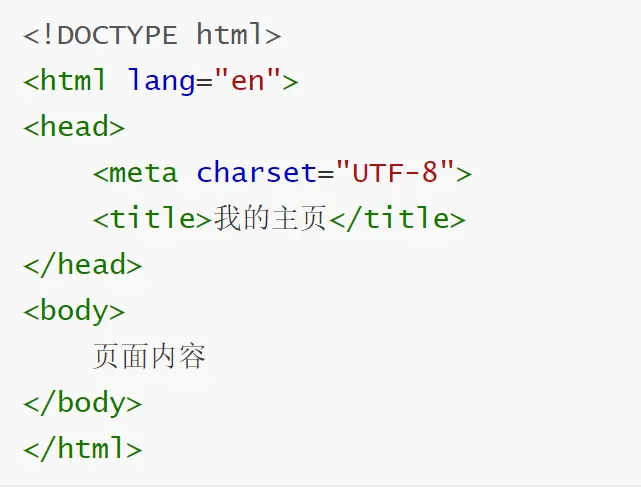 <!DOCTYPE html>
<html lang="en">
<head>
    <meta charset="UTF-8">
    <title>我的主页</title>
</head>
<body>
    页面内容
</body>
</html>